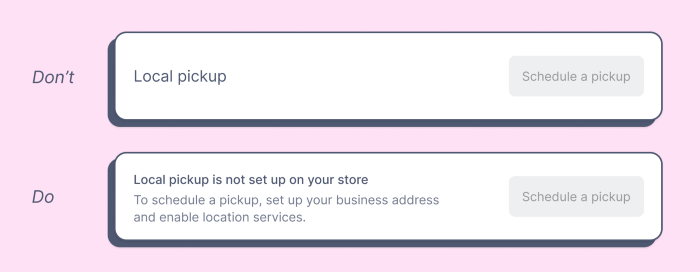 Don't
Local pickup
Schedule a pickup
Do
Local pickup is not set up on your store
To schedule a pickup, set up your business address
and enable location services.
Schedule a pickup